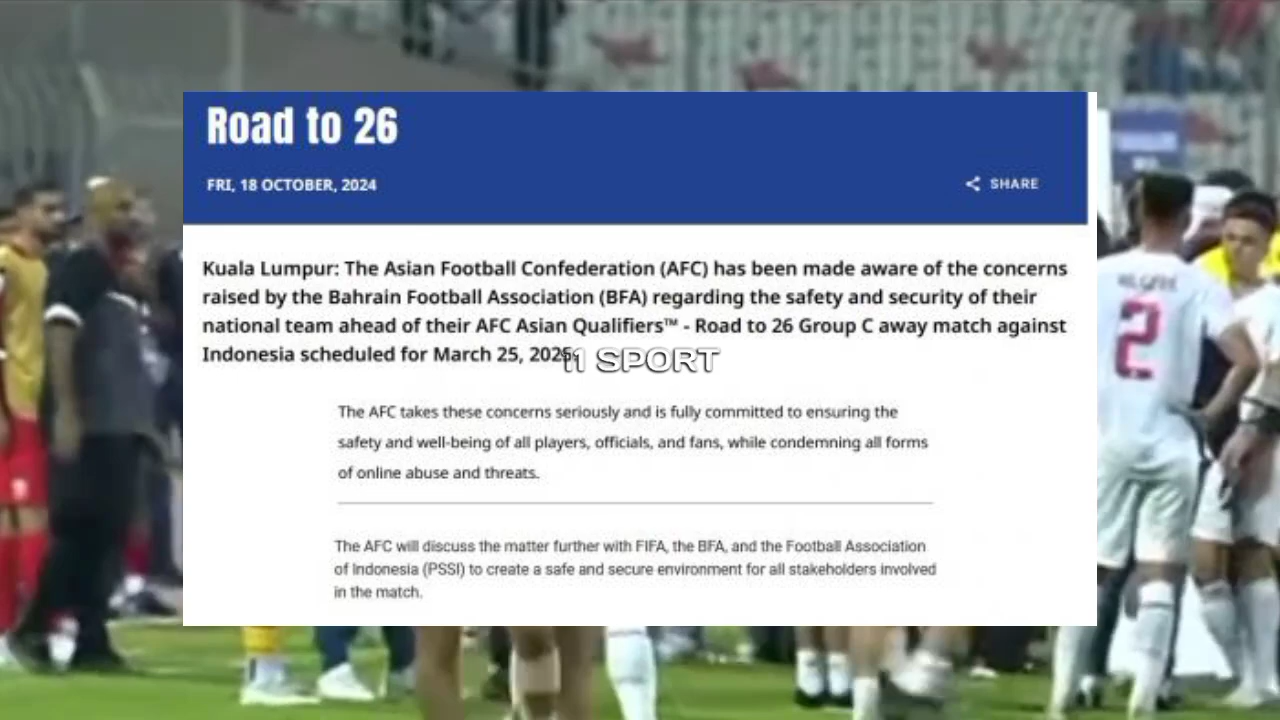 Road to 26
FRI, 18 OCTOBER, 2024
SHARE
Kuala Lumpur: The Asian Football Confederation (AFC) has been made aware of the concerns
raised by the Bahrain Football Association (BFA) regarding the safety and security of their
national team ahead of their AFC Asian Qualifiers™ - Road to 26 Group C away match against
Indonesia scheduled for March 25, 2025.
11 SPORT
The AFC takes these concerns seriously and is fully committed to ensuring the
safety and well-being of all players, officials, and fans, while condemning all forms
of online abuse and threats.
The AFC will discuss the matter further with FIFA, the BFA, and the Football Association
of Indonesia (PSSI) to create a safe and secure environment for all stakeholders involved
in the match.
2